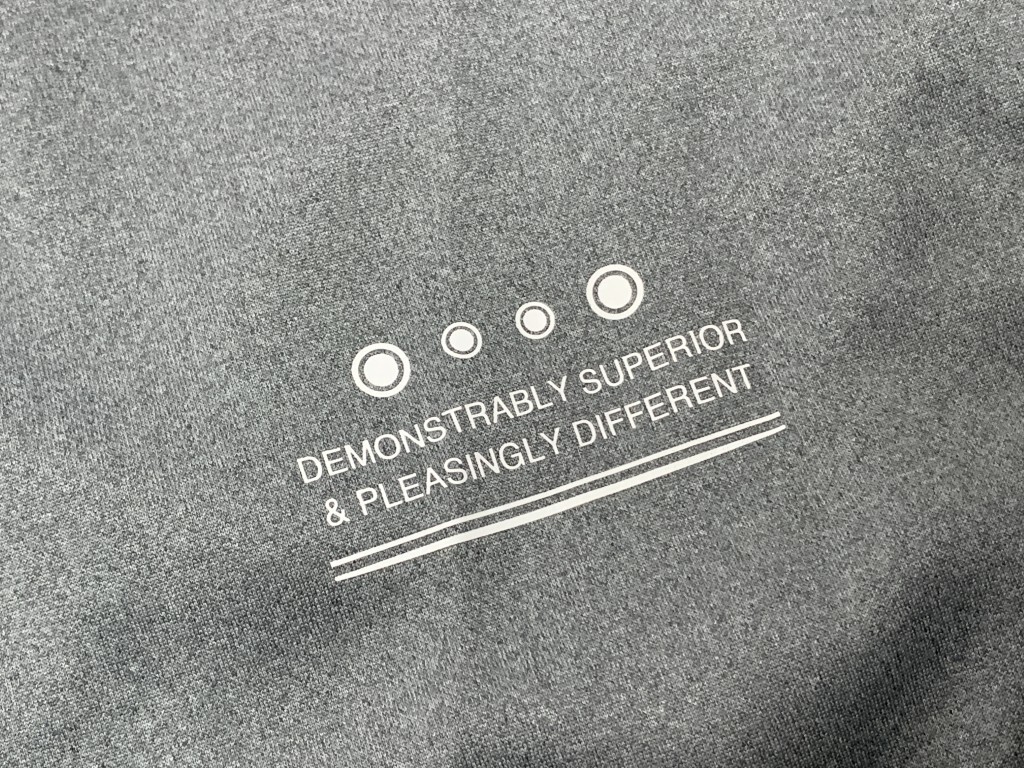 DEMONSTRABLY SUPERIOR
& PLEASINGLY DIFFERENT